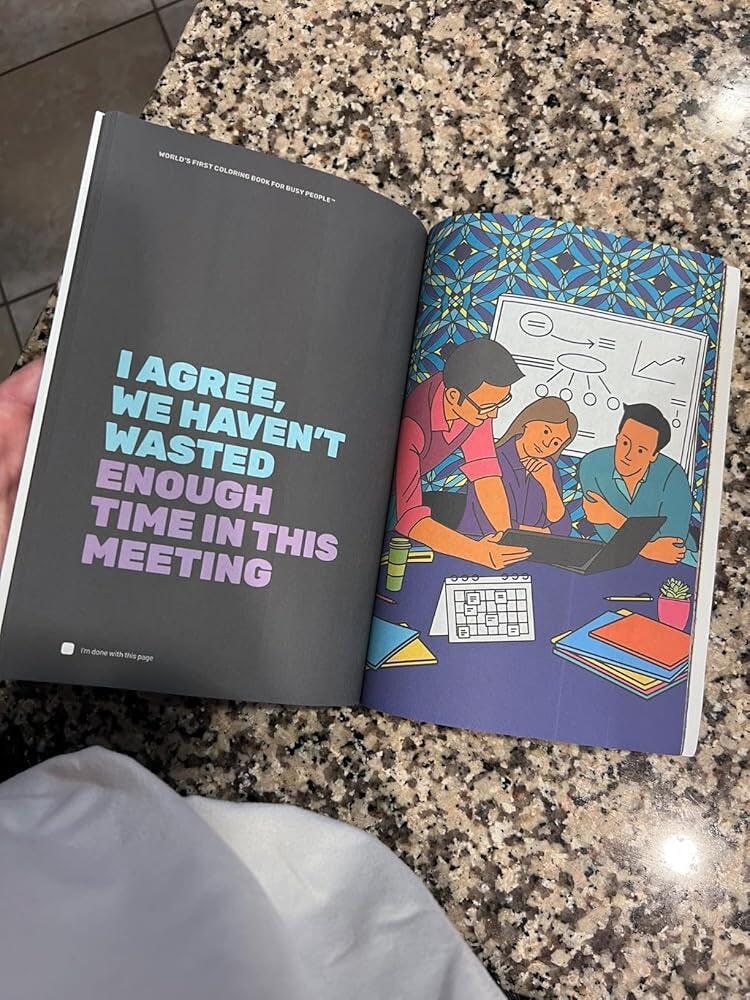 WORLD'S FIRST COLORING BOOK FOR BUSY PEOPLE™
I AGREE,
WE HAVEN'T
WASTED
ENOUGH
TIME IN THIS
MEETING
I'm done with this page